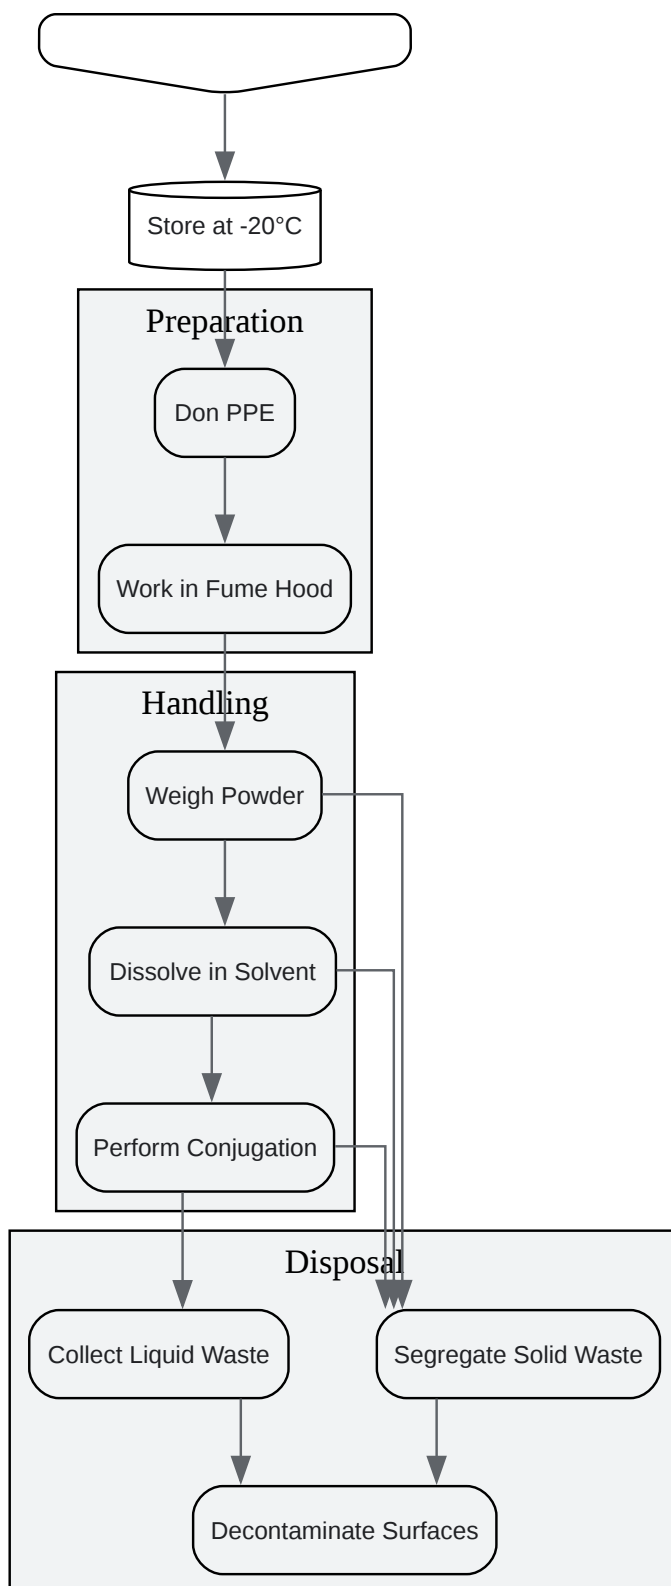 Store at -20°C
Preparation
Don PPE
Work in Fume Hood
Handling
Weigh Powder
Dissolve in Solvent
Perform Conjugation
Disposal
Collect Liquid Waste
Segregate Solid Waste
Decontaminate Surfaces